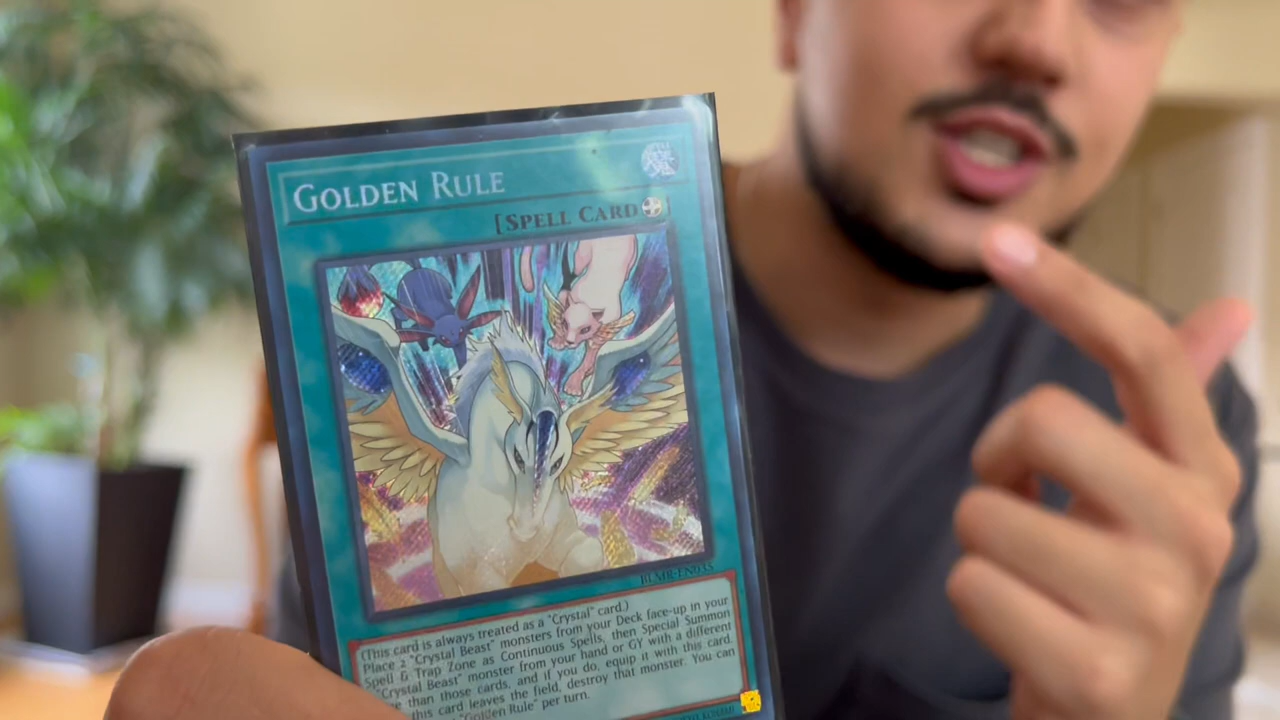 GOLDEN RULE
[SPELL CARD
BLMR-EN035
(This card is always treated as a "Crystal" card.)
Place 2 "Crystal Beast" monsters from your Deck face-up in your
Spell & Trap Zone as Continuous Spells, then Special Summon
"Crystal Beast" monster from your hand or GY with a different
than those cards, and if you do, equip it with this card.
this card leaves the field, destroy that monster. You can
"Golden Rule" per turn.
KONAMI